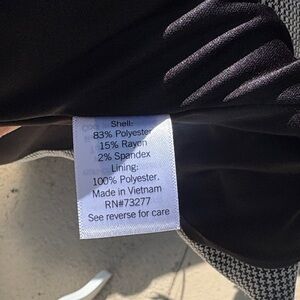 Shell:
83% Polyester
15% Rayon
2% Spandex
Lining:
100% Polyester.
Made in Vietnam
RN#73277
See reverse for care